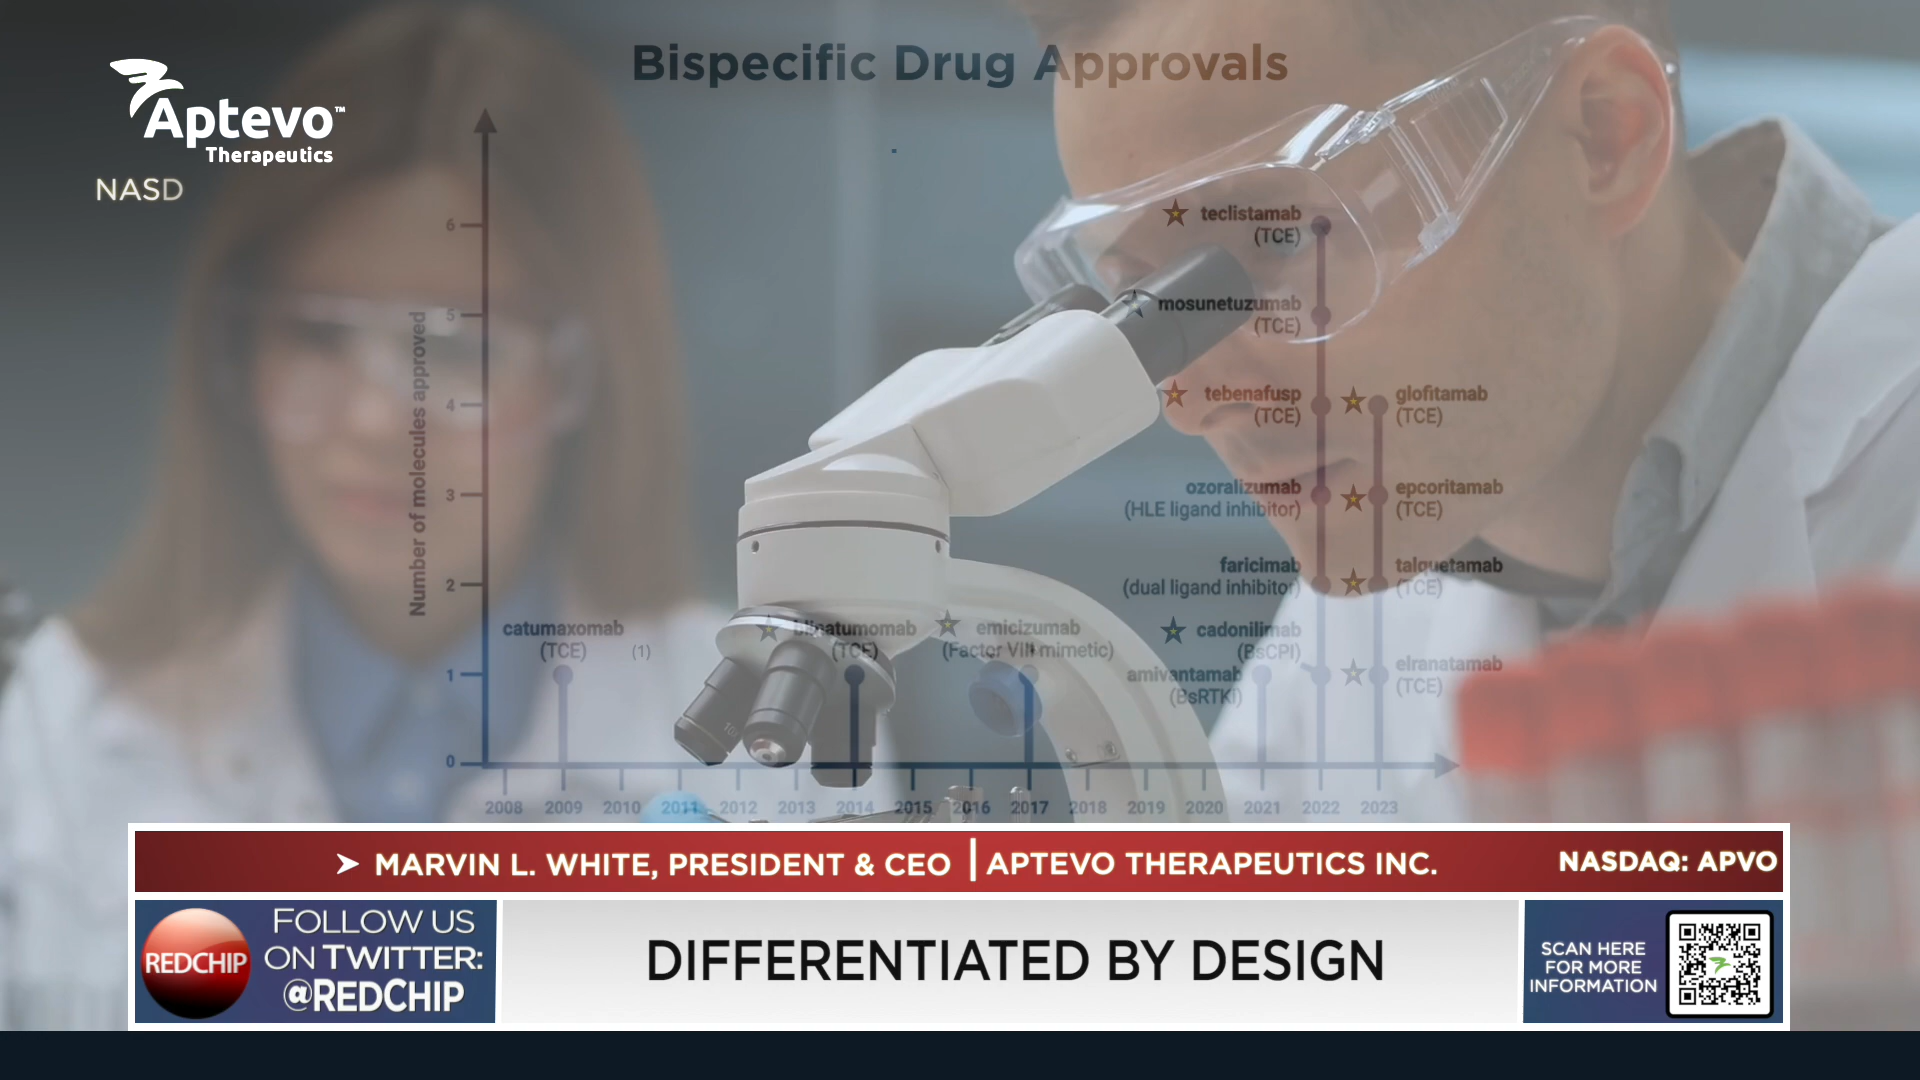 Bispecific Drug Approvals
Aptevo™
Therapeutics
NASD
Number of molecules approved
6
5
4
3
2
1
0
teclistamab
(TCE)
mosunetuzumab
(TCE)
tebenafusp
(TCE)
glofitamab
(TCE)
ozoralizumab
(HLE ligand inhibitor)
epcoritamab
(TCE)
faricimab
(dual ligand inhibitor)
talquetamab
(TCE)
catumaxomab
(TCE)
(1)
blinatumomab
(TCE)
emicizumab
(Factor VIII-mimetic)
cadonilimab
(BsCPI)
amivantamab
(BsRTKI)
elranatamab
(TCE)
2008 2009 2010 2011 2012 2013 2014 2015 2016 2017 2018 2019 2020 2021 2022 2023
MARVIN L. WHITE, PRESIDENT & CEO | APTEVO THERAPEUTICS INC.
NASDAQ: APVO
REDCHIP
FOLLOW US
ON TWITTER:
@REDCHIP
DIFFERENTIATED BY DESIGN
SCAN HERE
FOR MORE
INFORMATION